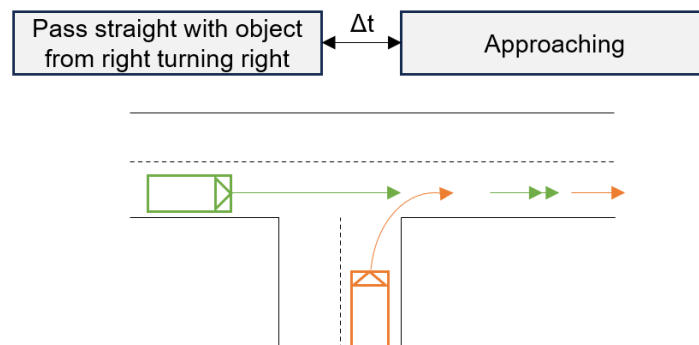 Pass straight with object
from right turning right
Δt
Approaching